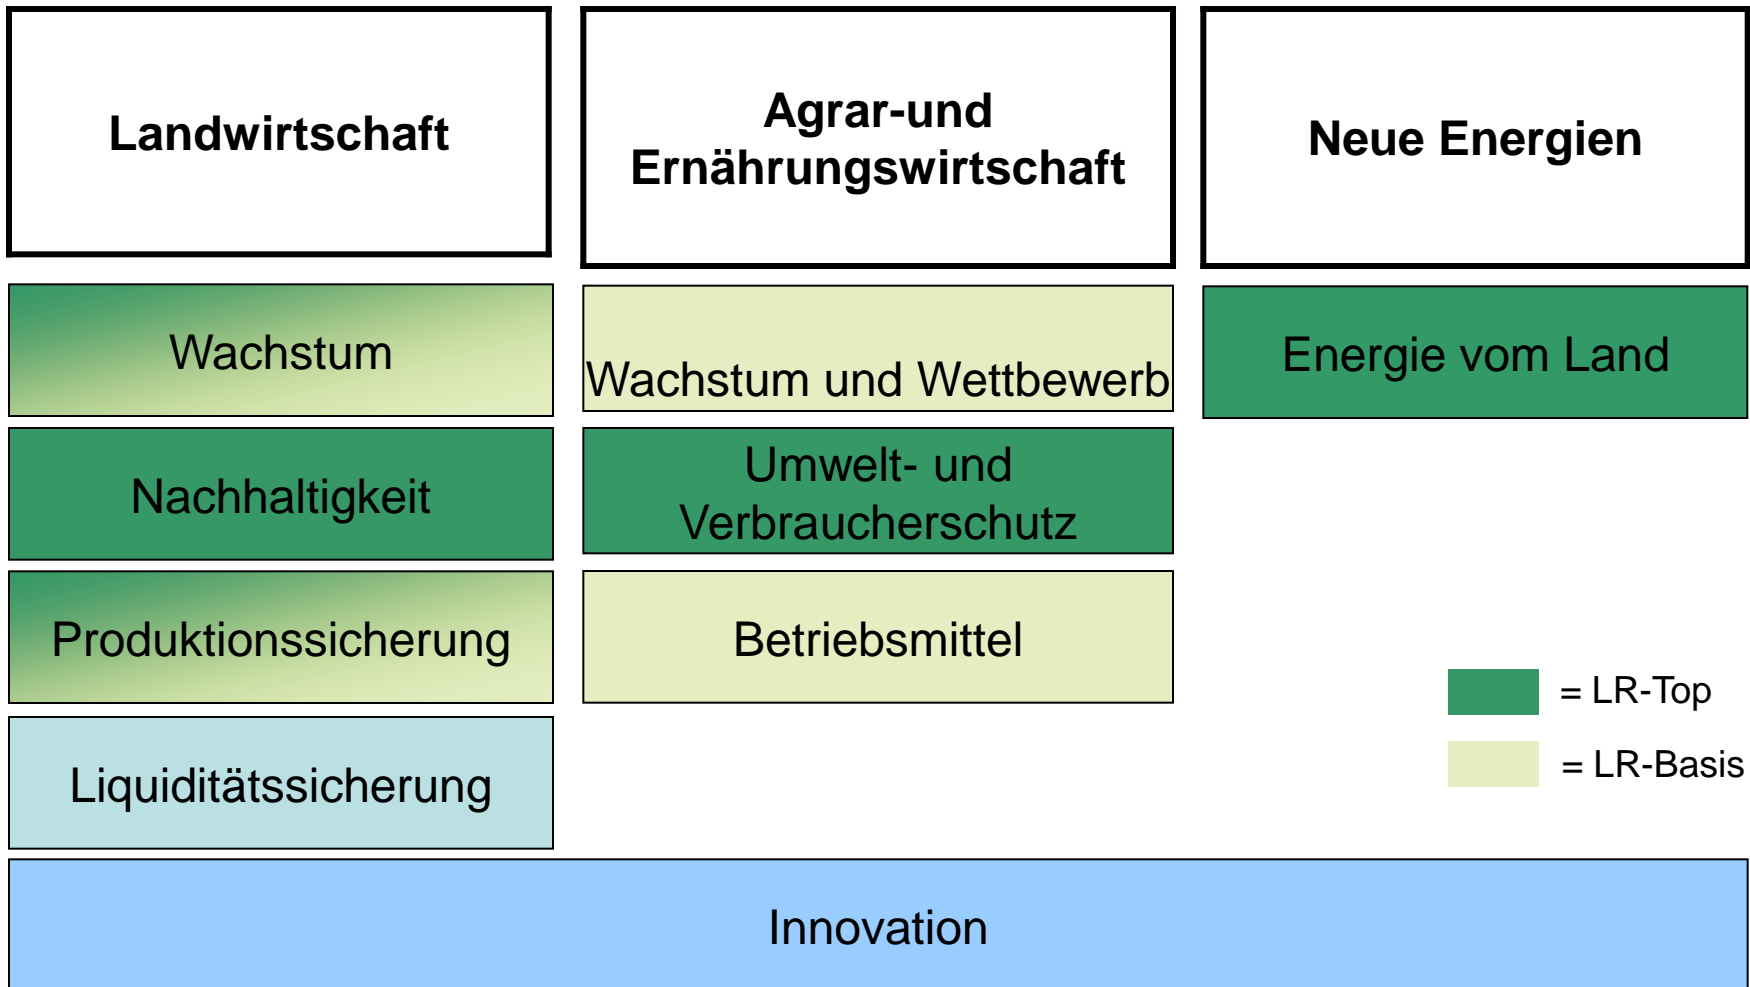 Landwirtschaft
Agrar-und
Ernährungswirtschaft
Neue Energien
Wachstum
Wachstum und Wettbewerb
Energie vom Land
Nachhaltigkeit
Umwelt- und
Verbraucherschutz
Produktionssicherung
Betriebsmittel
= LR-Top
= LR-Basis
Liquiditätssicherung
Innovation